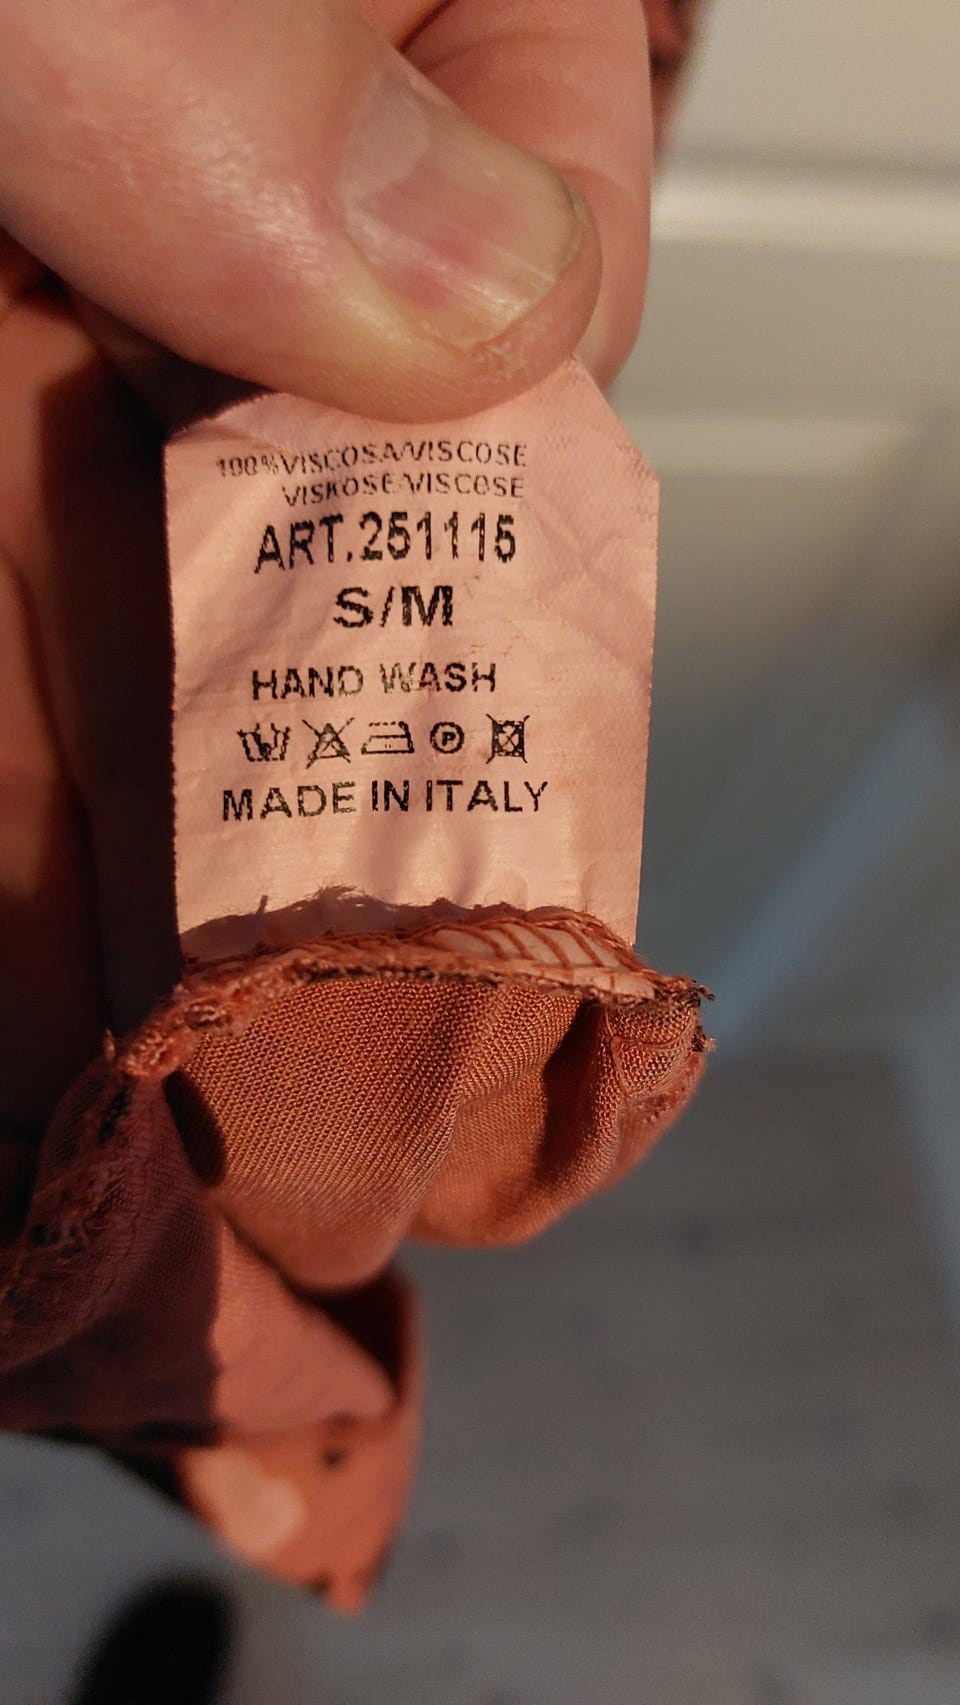 100%VISCOSA/VISCOSE
VISKOSE/VISCOSE
ART.251115
S/M
HAND WASH
P
MADE IN ITALY